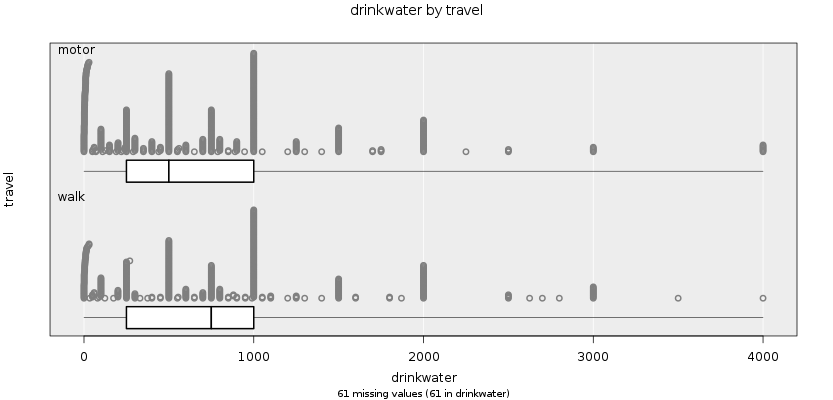 drinkwater by travel
motor
walk
travel
0 1000 2000 3000 4000
drinkwater
61 missing values (61 in drinkwater)